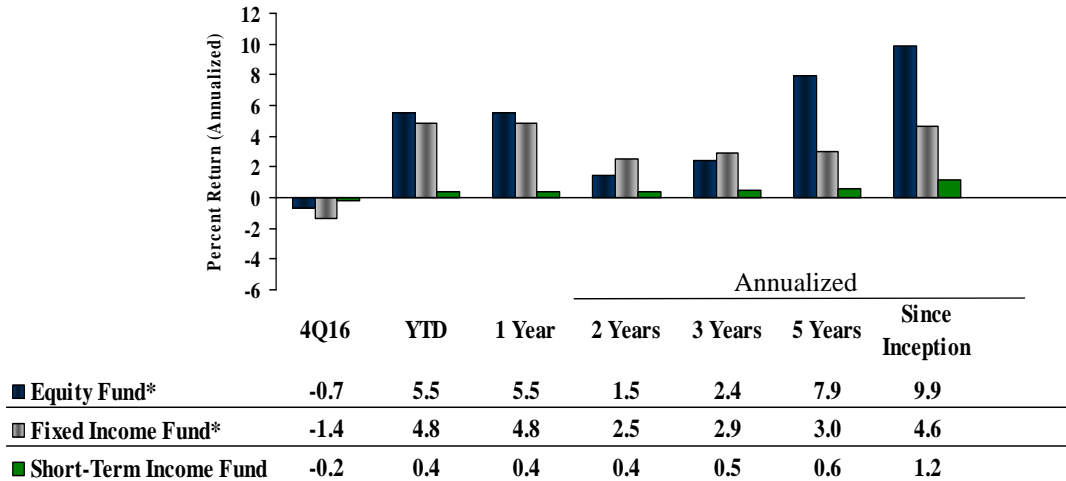 12
10
8
6
4
2
0
-2
-4
-6
Percent Return (Annualized)
Annualized
4Q16 YTD 1 Year 2 Years 3 Years 5 Years Since Inception
Equity Fund* -0.7 5.5 5.5 1.5 2.4 7.9 9.9
Fixed Income Fund* -1.4 4.8 4.8 2.5 2.9 3.0 4.6
Short-Term Income Fund -0.2 0.4 0.4 0.4 0.5 0.6 1.2